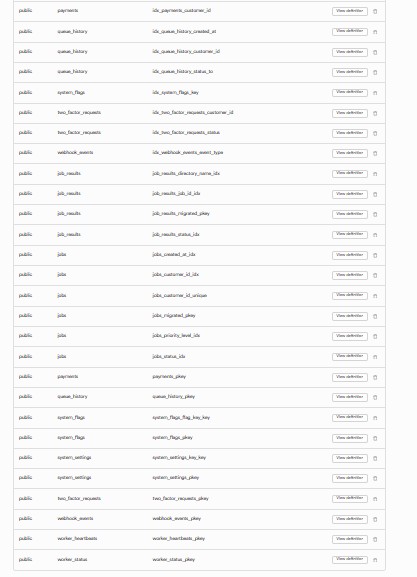 public payments idx_payments_customer_id View definition
public queue_history idx_queue_history_created_at View definition
public queue_history idx_queue_history_customer_id View definition
public queue_history idx_queue_history_status_to View definition
public system_flags idx_system_flags_key View definition
public two_factor_requests idx_two_factor_requests_customer_id View definition
public two_factor_requests idx_two_factor_requests_status View definition
public webhook_events idx_webhook_events_event_type View definition
public job_results job_results_directory_name_idx View definition
public job_results job_results_job_id_idx View definition
public job_results job_results_migrated_pkey View definition
public job_results job_results_status_idx View definition
public jobs jobs_created_at_idx View definition
public jobs jobs_customer_id_idx View definition
public jobs jobs_customer_id_unique View definition
public jobs jobs_migrated_pkey View definition
public jobs jobs_priority_level_idx View definition
public jobs jobs_status_idx View definition
public payments payments_pkey View definition
public queue_history queue_history_pkey View definition
public system_flags system_flags_flag_key_key View definition
public system_flags system_flags_pkey View definition
public system_settings system_settings_key_key View definition
public system_settings system_settings_pkey View definition
public two_factor_requests two_factor_requests_pkey View definition
public webhook_events webhook_events_pkey View definition
public worker_heartbeats worker_heartbeats_pkey View definition
public worker_status worker_status_pkey View definition